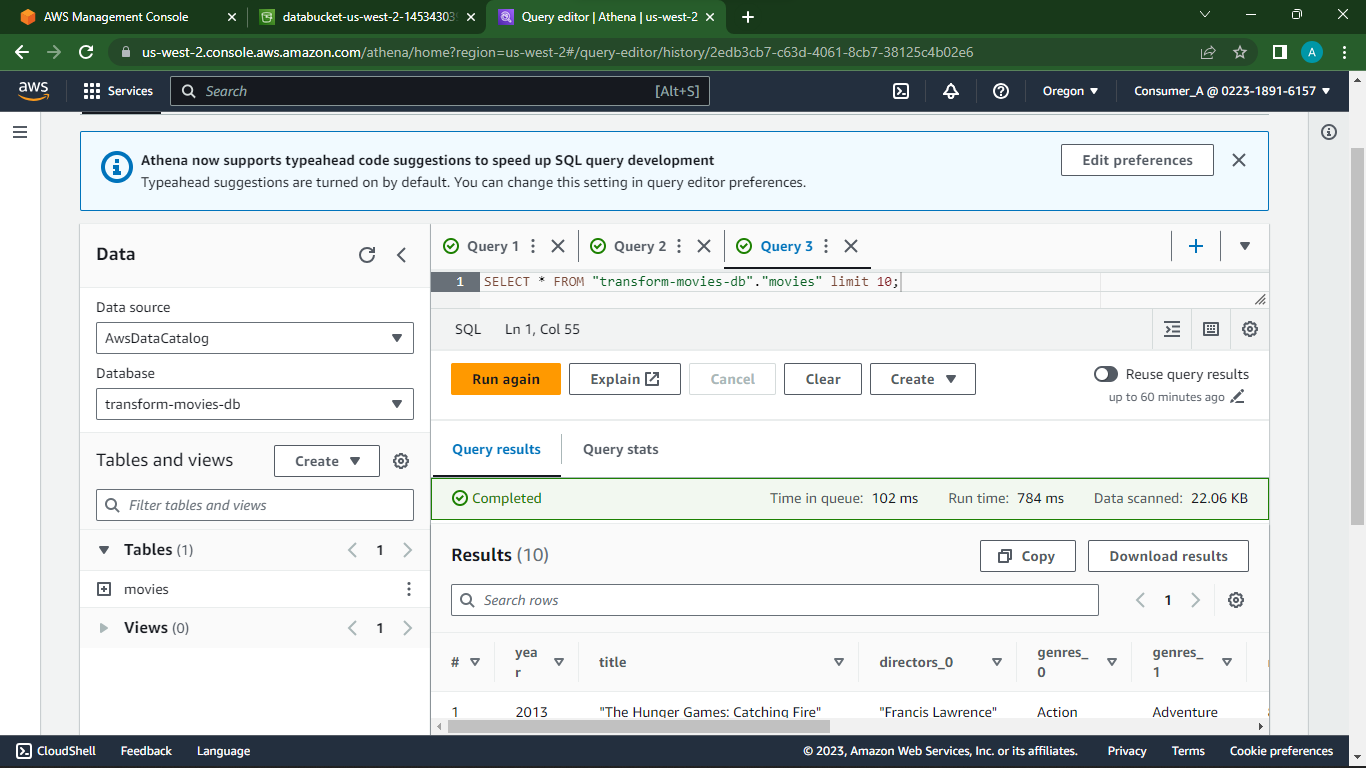 AWS Management Console
databucket-us-west-2-14534303
Query editor | Athena | us-west-2
us-west-2.console.aws.amazon.com/athena/home?region=us-west-2#/query-editor/history/2edb3cb7-c63d-4061-8cb7-38125c4b02e6
A
aws
Services
Search
[Alt+S]
Oregon
Consumer_A @ 0223-1891-6157
Athena now supports typeahead code suggestions to speed up SQL query development
Typeahead suggestions are turned on by default. You can change this setting in query editor preferences.
Edit preferences
Data
Data source
AwsDataCatalog
Database
transform-movies-db
Tables and views
Create
Filter tables and views
Tables (1)
1
movies
Views (0)
1
Query 1
Query 2
Query 3
1 SELECT * FROM "transform-movies-db"."movies" limit 10;
SQL Ln 1, Col 55
Run again
Explain
Cancel
Clear
Create
Reuse query results
up to 60 minutes ago
Query results
Query stats
Completed
Time in queue: 102 ms
Run time: 784 ms
Data scanned: 22.06 KB
Results (10)
Copy
Download results
Search rows
1
#
yea
r
title
directors_0
genres_
0
genres_
1
1 2013 "The Hunger Games: Catching Fire" "Francis Lawrence" Action Adventure
CloudShell
Feedback
Language
© 2023, Amazon Web Services, Inc. or its affiliates.
Privacy
Terms
Cookie preferences